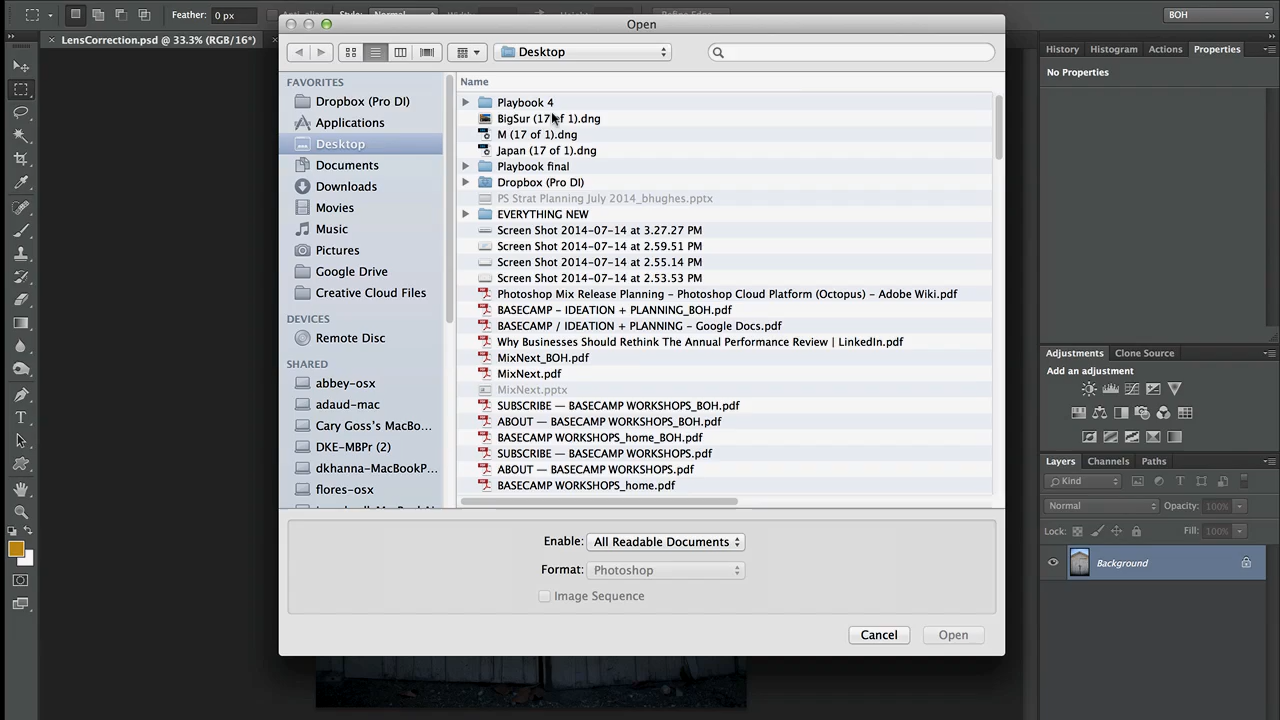 Feather: 0 px
BOH
LensCorrection.psd @ 33.3% (RGB/16*)
Open
Desktop
FAVORITES
Dropbox (Pro DI)
Applications
Desktop
Documents
Downloads
Movies
Music
Pictures
Google Drive
Creative Cloud Files
DEVICES
Remote Disc
SHARED
abbey-osx
adaud-mac
Cary Goss's MacBo...
DKE-MBPr (2)
dkhanna-MacBookP...
flores-osx
Name
Playbook 4
BigSur (17 of 1).dng
M (17 of 1).dng
Japan (17 of 1).dng
Playbook final
Dropbox (Pro DI)
PS Strat Planning July 2014_bhughes.pptx
EVERYTHING NEW
Screen Shot 2014-07-14 at 3.27.27 PM
Screen Shot 2014-07-14 at 2.59.51 PM
Screen Shot 2014-07-14 at 2.55.14 PM
Screen Shot 2014-07-14 at 2.53.53 PM
Photoshop Mix Release Planning - Photoshop Cloud Platform (Octopus) - Adobe Wiki.pdf
BASECAMP - IDEATION + PLANNING_BOH.pdf
BASECAMP / IDEATION + PLANNING - Google Docs.pdf
Why Businesses Should Rethink The Annual Performance Review | LinkedIn.pdf
MixNext_BOH.pdf
MixNext.pdf
MixNext.pptx
SUBSCRIBE — BASECAMP WORKSHOPS_BOH.pdf
ABOUT — BASECAMP WORKSHOPS_BOH.pdf
BASECAMP WORKSHOPS_home_BOH.pdf
SUBSCRIBE — BASECAMP WORKSHOPS.pdf
ABOUT — BASECAMP WORKSHOPS.pdf
BASECAMP WORKSHOPS_home.pdf
Enable: All Readable Documents
Format: Photoshop
Image Sequence
Cancel Open
History Histogram Actions Properties
No Properties
Adjustments Clone Source
Add an adjustment
Layers Channels Paths
Kind
Normal Opacity: 100%
Lock: Fill: 100%
Background